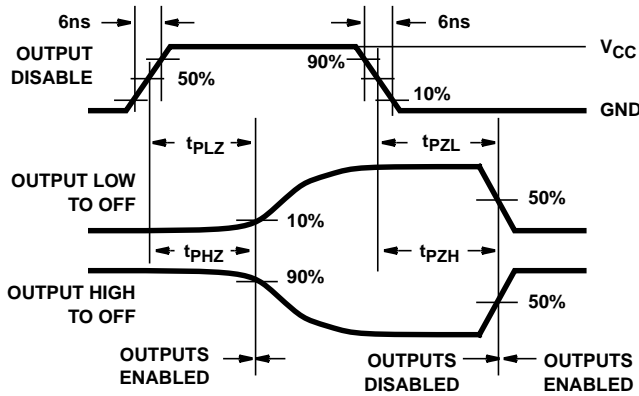 6ns
6ns
OUTPUT
DISABLE
50%
90%
10%
VCC
GND
tPLZ
tPZL
OUTPUT LOW
TO OFF
10%
50%
tPHZ
tPZH
OUTPUT HIGH
TO OFF
90%
50%
OUTPUTS
ENABLED
OUTPUTS
DISABLED
OUTPUTS
ENABLED